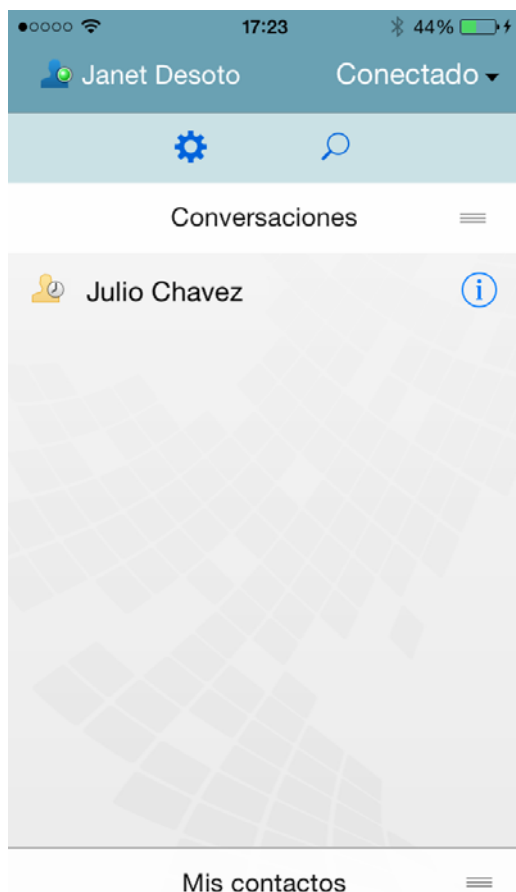 17:23 44%
Janet Desoto Conectado
Conversaciones
Julio Chavez
Mis contactos